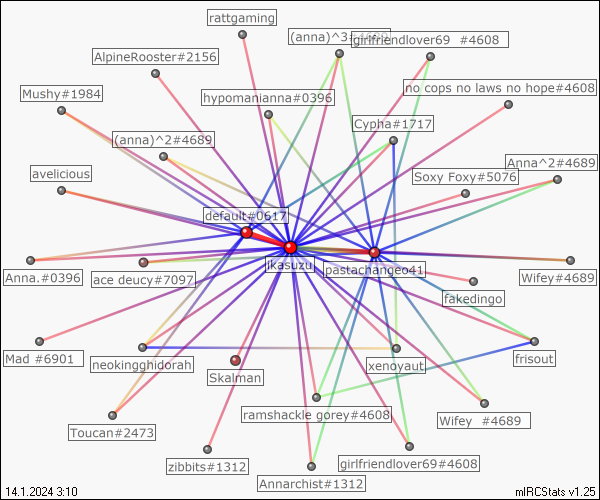 rattgaming
(anna)^3
girlfriendlover69  #4608
AlpineRooster#2156
no cops no laws no hope#4608
Mushy#1984
hypomanianna#0396
Cypha#1717
(anna)^2#4689
Anna^2#4689
avelicious
Soxy Foxy#5076
default#0617
jkasuzu
pastachangeo41
Anna.#0396
ace deucy#7097
Wifey#4689
fakedingo
Mad #6901
neokingghidorah
Skalman
xenoyaut
frisout
ramshackle gorey#4608
Wifey  #4689
Toucan#2473
zibbits#1312
girlfriendlover69#4608
Annarchist#1312
14.1.2024 3:10
mIRCStats v1.25